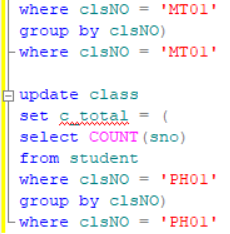 where clsNO = 'MT01'
group by clsNO)
where clsNO = 'MT01'
update class
set c_total = (
select COUNT(sno)
from student
where clsNO = 'PH01'
group by clsNO)
where clsNO = 'PH01'